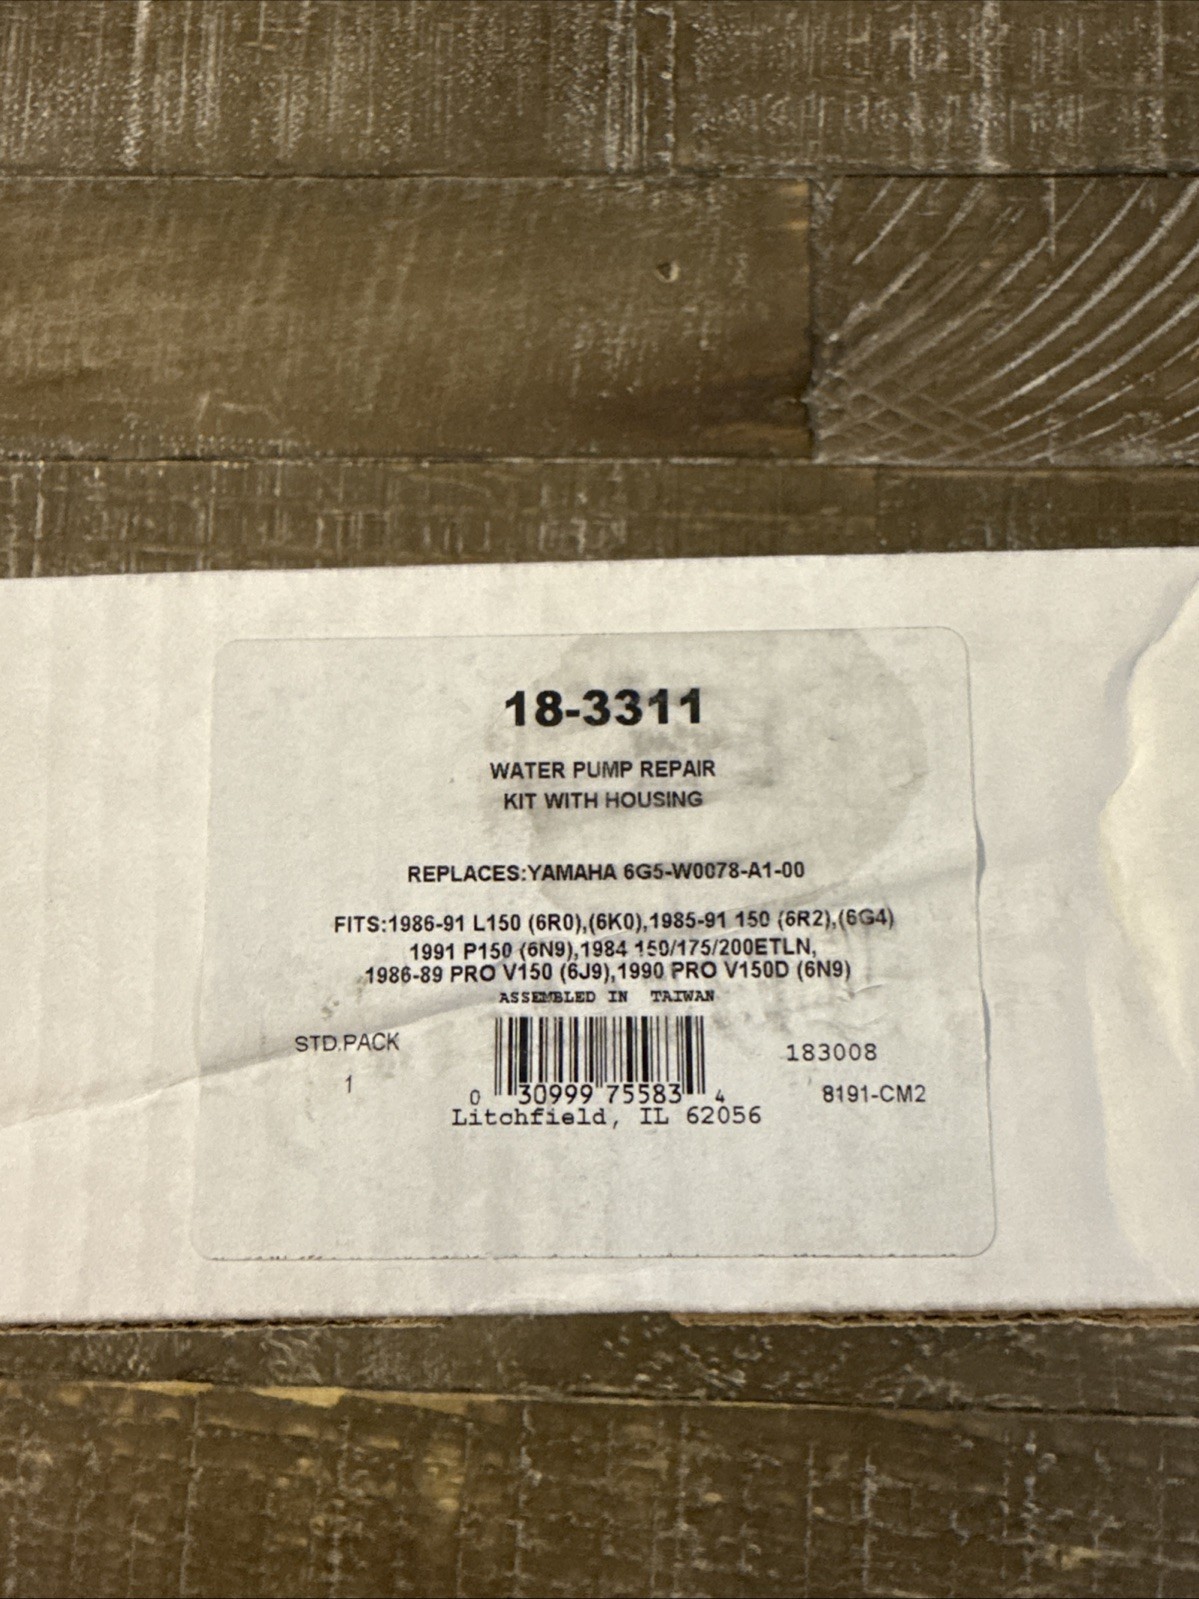 18-3311
WATER PUMP REPAIR
KIT WITH HOUSING
REPLACES:YAMAHA 6G5-W0078-A1-00
FITS:1986-91 L150 (6R0),(6K0),1985-91 150 (6R2),(6G4)
1991 P150 (6N9),1984 150/175/200ETLN,
1986-89 PRO V150 (6J9),1990 PRO V150D (6N9)
ASSEMBLED IN TAIWAN
STD.PACK
1
183008
8191-CM2
0 30999 75583 4
Litchfield, IL 62056